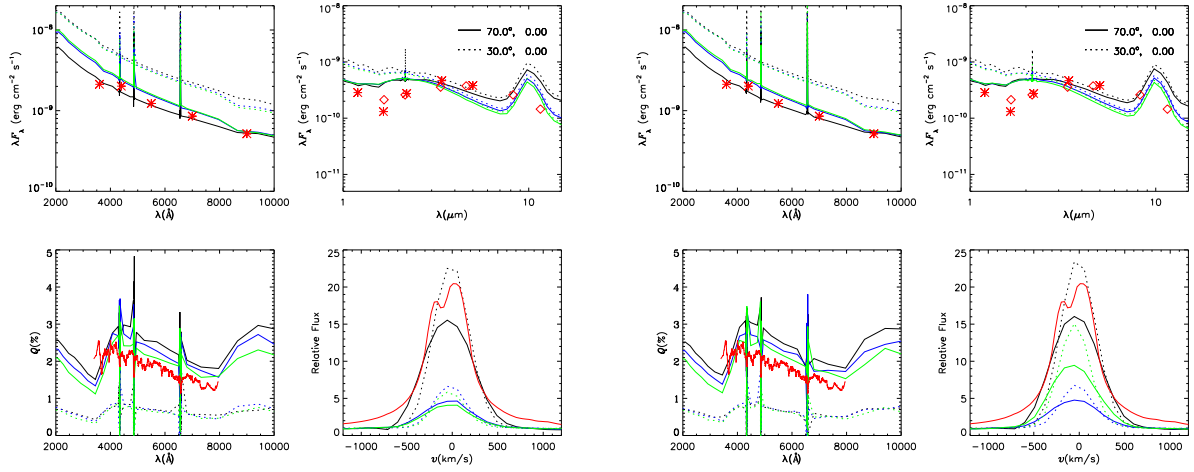 10⁻⁸
10⁻⁹
10⁻¹⁰
λF_λ (erg cm⁻² s⁻¹)
2000 4000 6000 8000 10000
λ(Å)
10⁻⁸
10⁻⁹
10⁻¹⁰
10⁻¹¹
λF_λ (erg cm⁻² s⁻¹)
70.0°, 0.00
30.0°, 0.00
1 10
λ(μm)
10⁻⁸
10⁻⁹
10⁻¹⁰
λF_λ (erg cm⁻² s⁻¹)
2000 4000 6000 8000 10000
λ(Å)
10⁻⁸
10⁻⁹
10⁻¹⁰
10⁻¹¹
λF_λ (erg cm⁻² s⁻¹)
70.0°, 0.00
30.0°, 0.00
1 10
λ(μm)
5
4
3
2
1
0
Q(%)
2000 4000 6000 8000 10000
λ(Å)
25
20
15
10
5
0
Relative Flux
-1000 -500 0 500 1000
v(km/s)
5
4
3
2
1
0
Q(%)
2000 4000 6000 8000 10000
λ(Å)
25
20
15
10
5
0
Relative Flux
-1000 -500 0 500 1000
v(km/s)